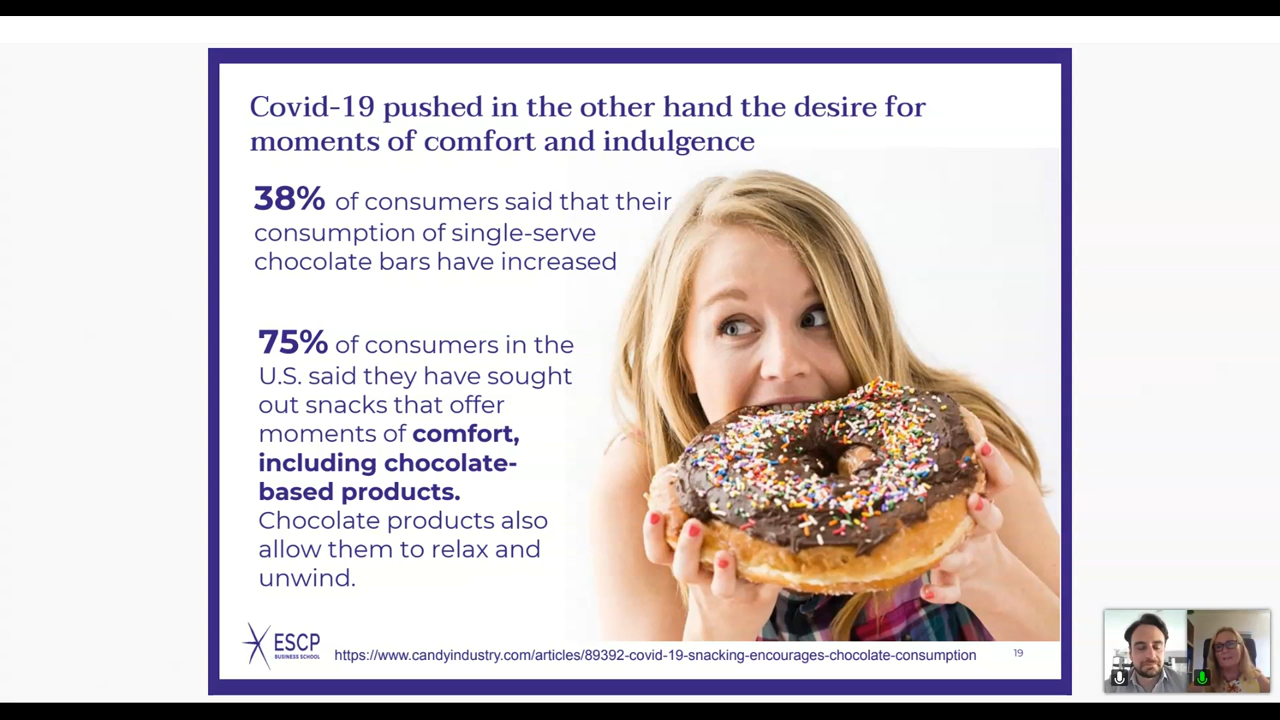 Covid-19 pushed in the other hand the desire for
moments of comfort and indulgence
38% of consumers said that their
consumption of single-serve
chocolate bars have increased
75% of consumers in the
U.S. said they have sought
out snacks that offer
moments of comfort,
including chocolate-
based products.
Chocolate products also
allow them to relax and
unwind.
ESCP
BUSINESS SCHOOL
https://www.candyindustry.com/articles/89392-covid-19-snacking-encourages-chocolate-consumption
19